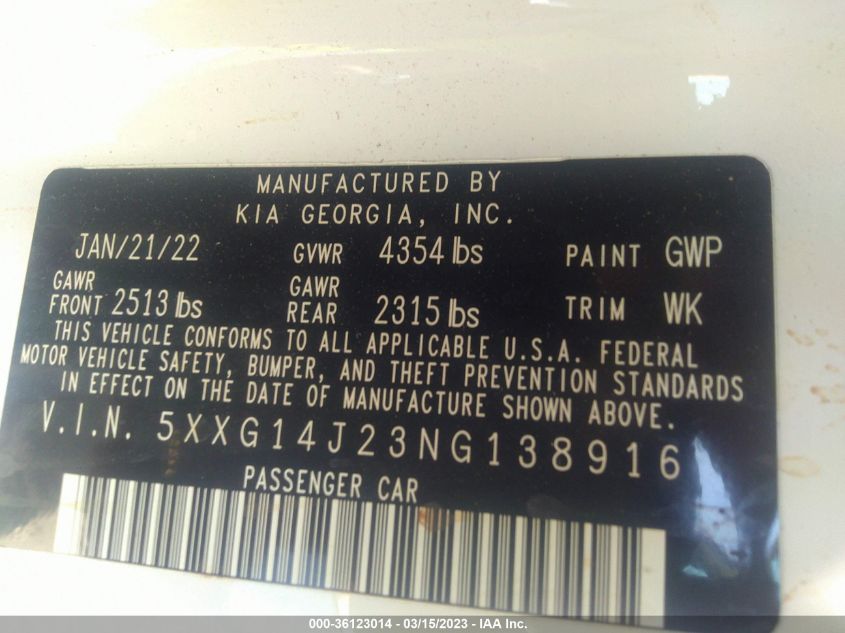 MANUFACTURED BY
KIA GEORGIA, INC.
JAN/21/22 GVWR 4354 lbs PAINT GWP
GAWR FRONT 2513 lbs GAWR REAR 2315 lbs TRIM WK
THIS VEHICLE CONFORMS TO ALL APPLICABLE U.S.A. FEDERAL
MOTOR VEHICLE SAFETY, BUMPER, AND THEFT PREVENTION STANDARDS
IN EFFECT ON THE DATE OF MANUFACTURE SHOWN ABOVE.
V.I.N. 5XXG14J23NG138916
PASSENGER CAR
000-36123014 - 03/15/2023 - IAA Inc.